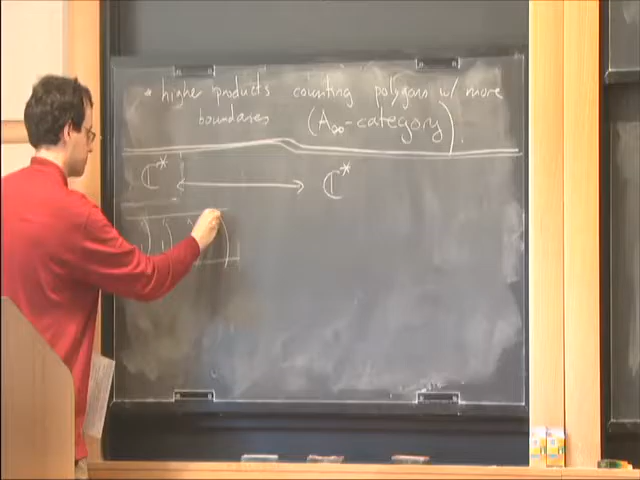 * higher products counting polygons w/ more
boundaries (A∞-category)
ℂ* ⟷ ℂ*